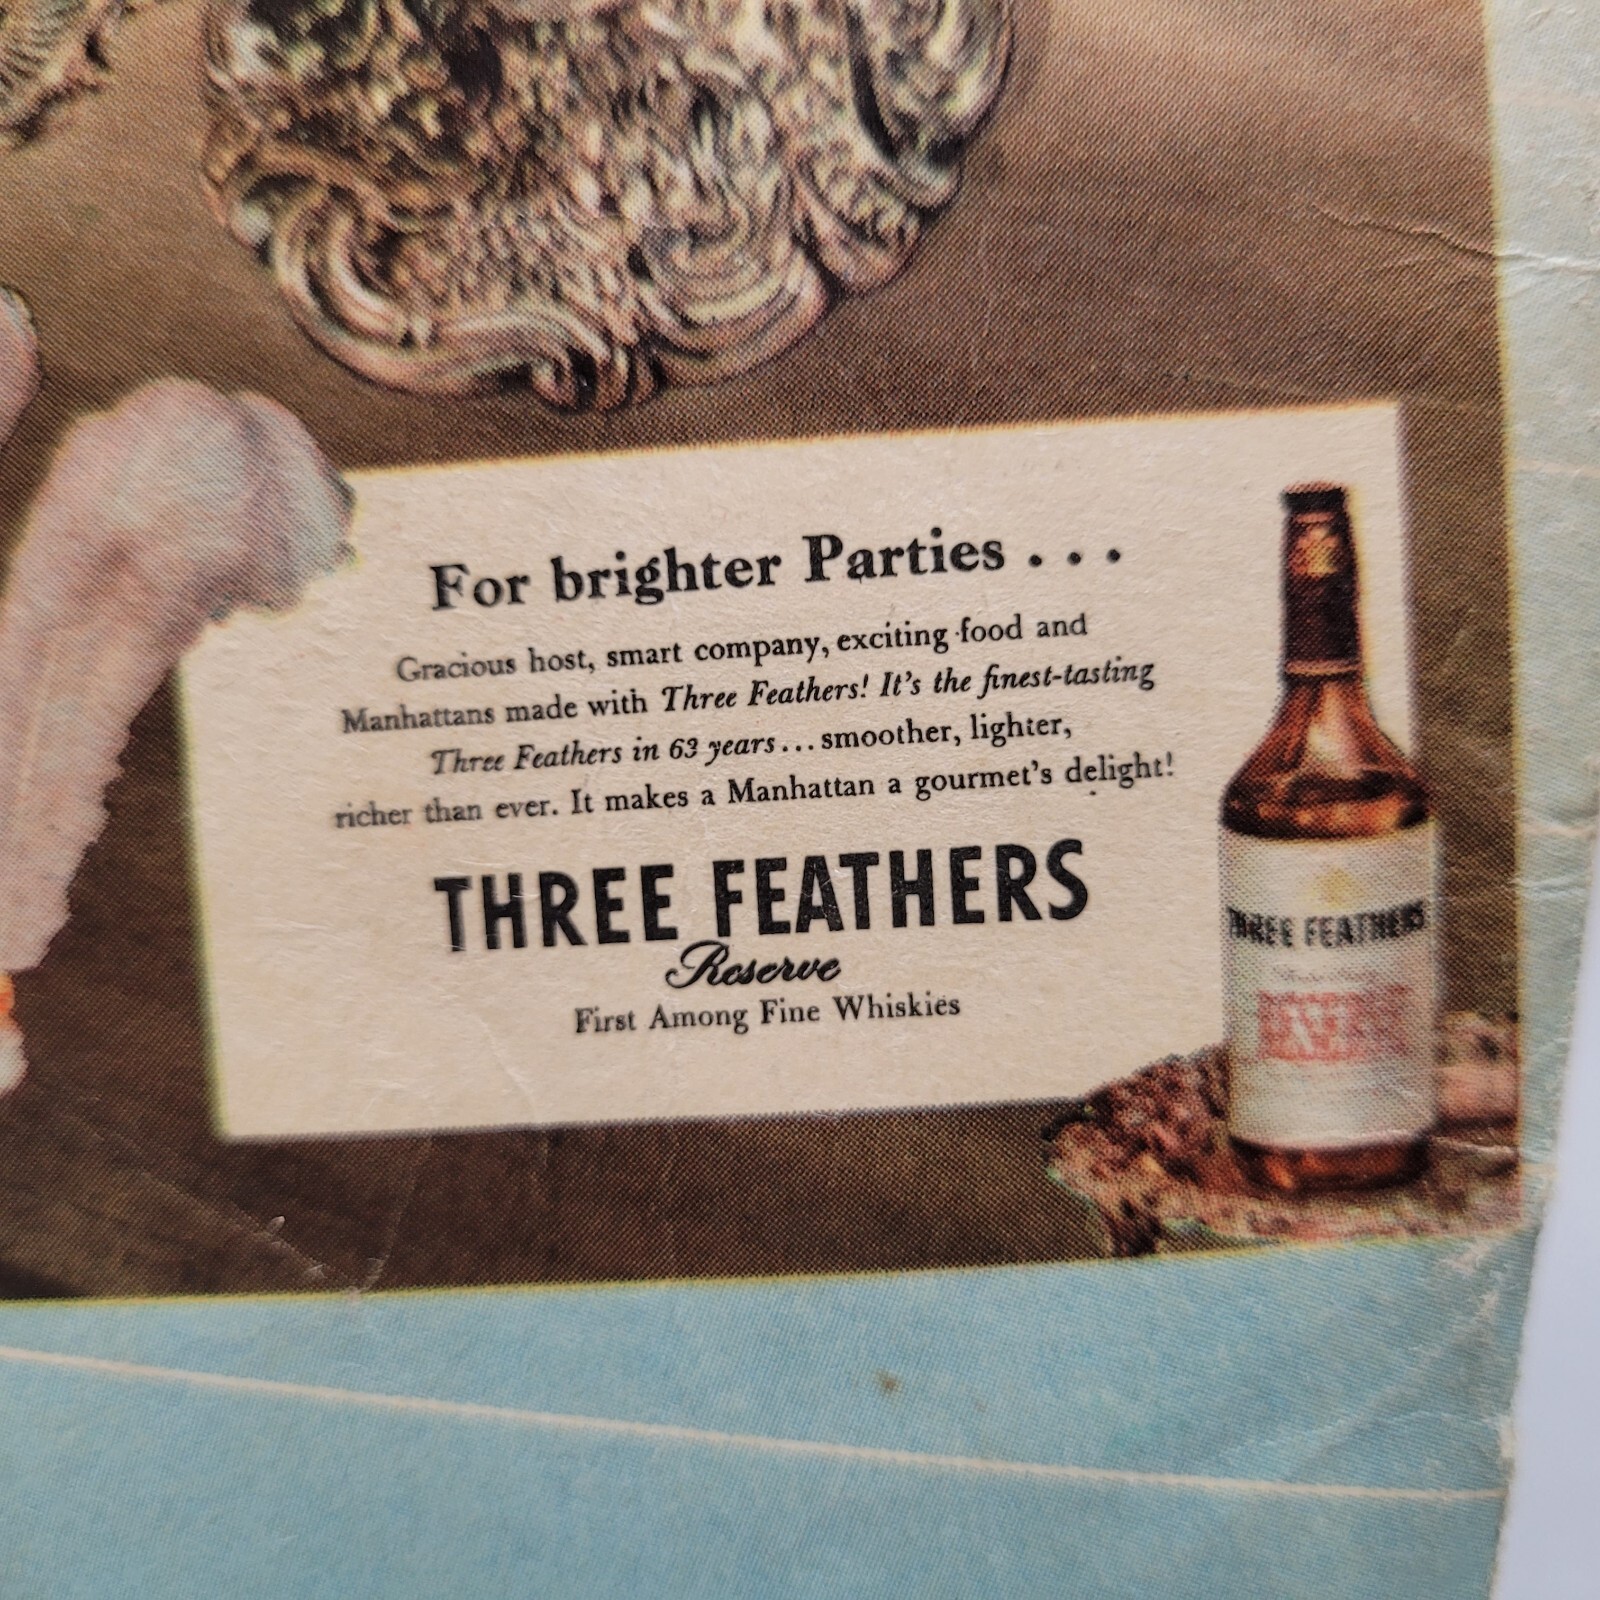 For brighter Parties . . .
Gracious host, smart company, exciting food and
Manhattans made with Three Feathers! It's the finest-tasting
Three Feathers in 63 years...smoother, lighter,
richer than ever. It makes a Manhattan a gourmet's delight!
THREE FEATHERS
Reserve
First Among Fine Whiskies
THREE FEATHERS